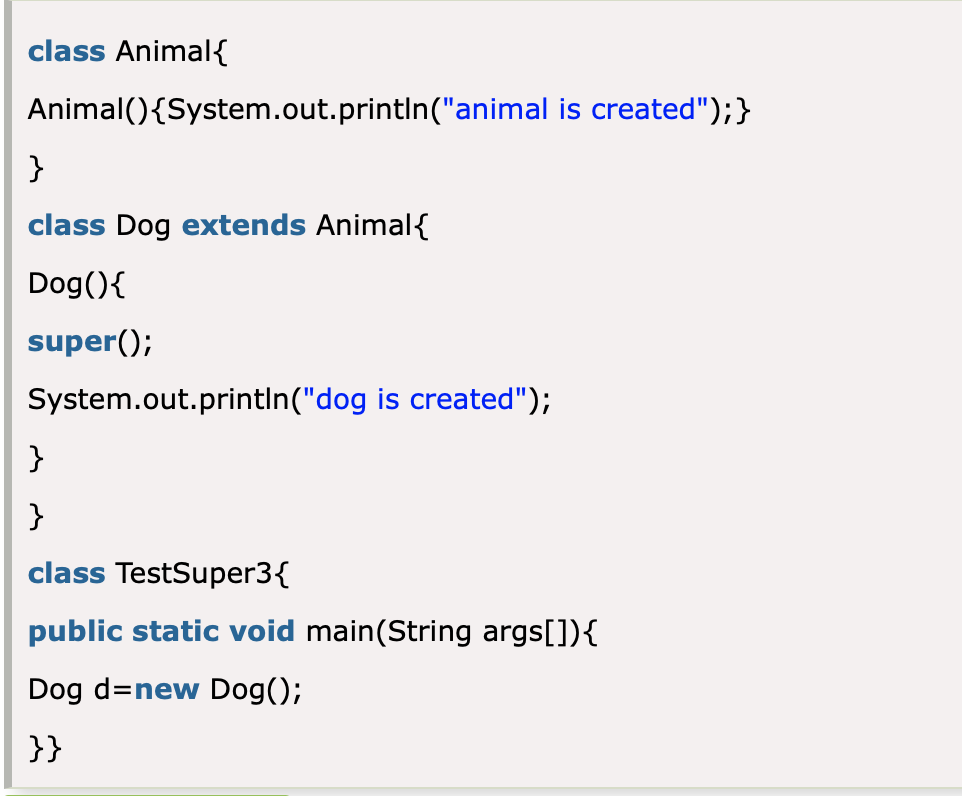 class Animal{
Animal(){System.out.println("animal is created");}
}
class Dog extends Animal{
Dog(){
super();
System.out.println("dog is created");
}
}
class TestSuper3{
public static void main(String args[]){
Dog d=new Dog();
}}